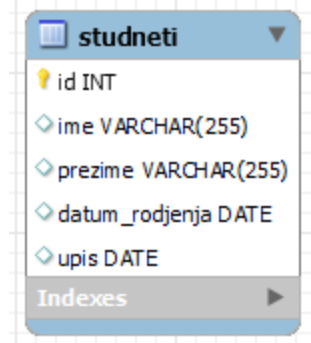 studneti
id INT
ime VARCHAR(255)
prezime VARCHAR(255)
datum_rodjenja DATE
upis DATE
Indexes